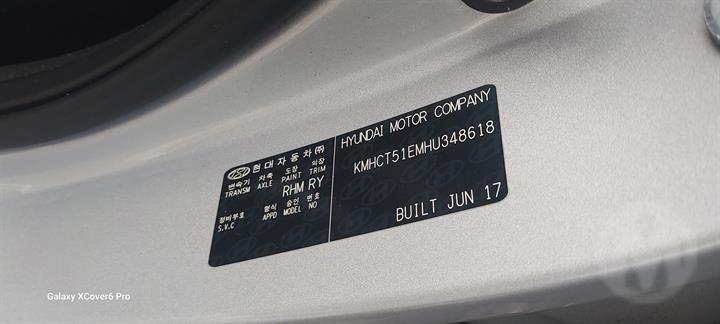 현대자동차㈜
변속기 차축 도장 외장
TRANSM AXLE PAINT TRIM
RHM RY
정비부호 형식 승인 번호
S.V.C APPD MODEL NO
HYUNDAI MOTOR COMPANY
KMHCT51EMHU348618
BUILT JUN 17
Galaxy XCover6 Pro